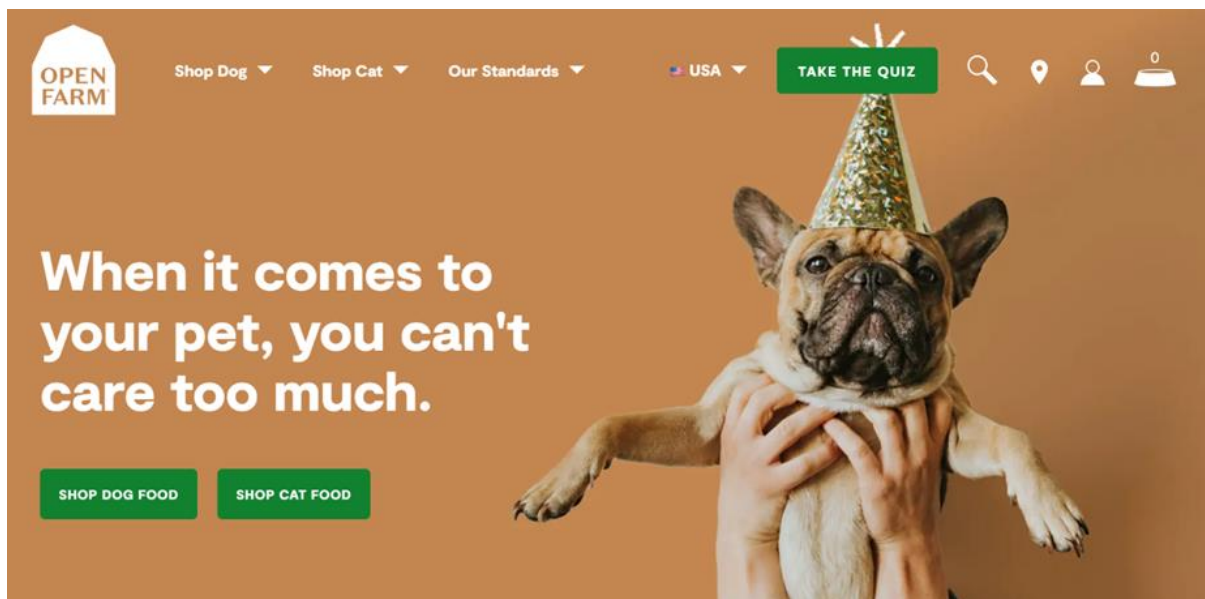 OPEN
FARM
Shop Dog
Shop Cat
Our Standards
USA
TAKE THE QUIZ
0
When it comes to
your pet, you can't
care too much.
SHOP DOG FOOD
SHOP CAT FOOD